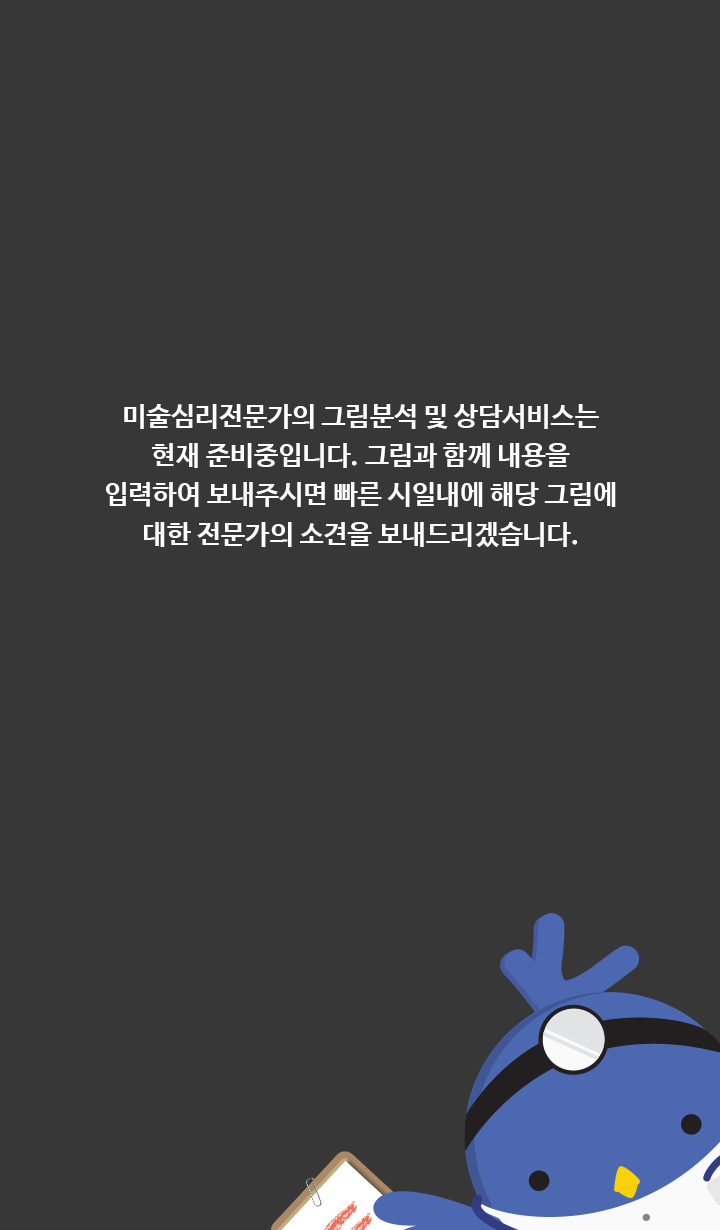 미술심리전문가의 그림분석 및 상담서비스는
현재 준비중입니다. 그림과 함께 내용을
입력하여 보내주시면 빠른 시일내에 해당 그림에
대한 전문가의 소견을 보내드리겠습니다.